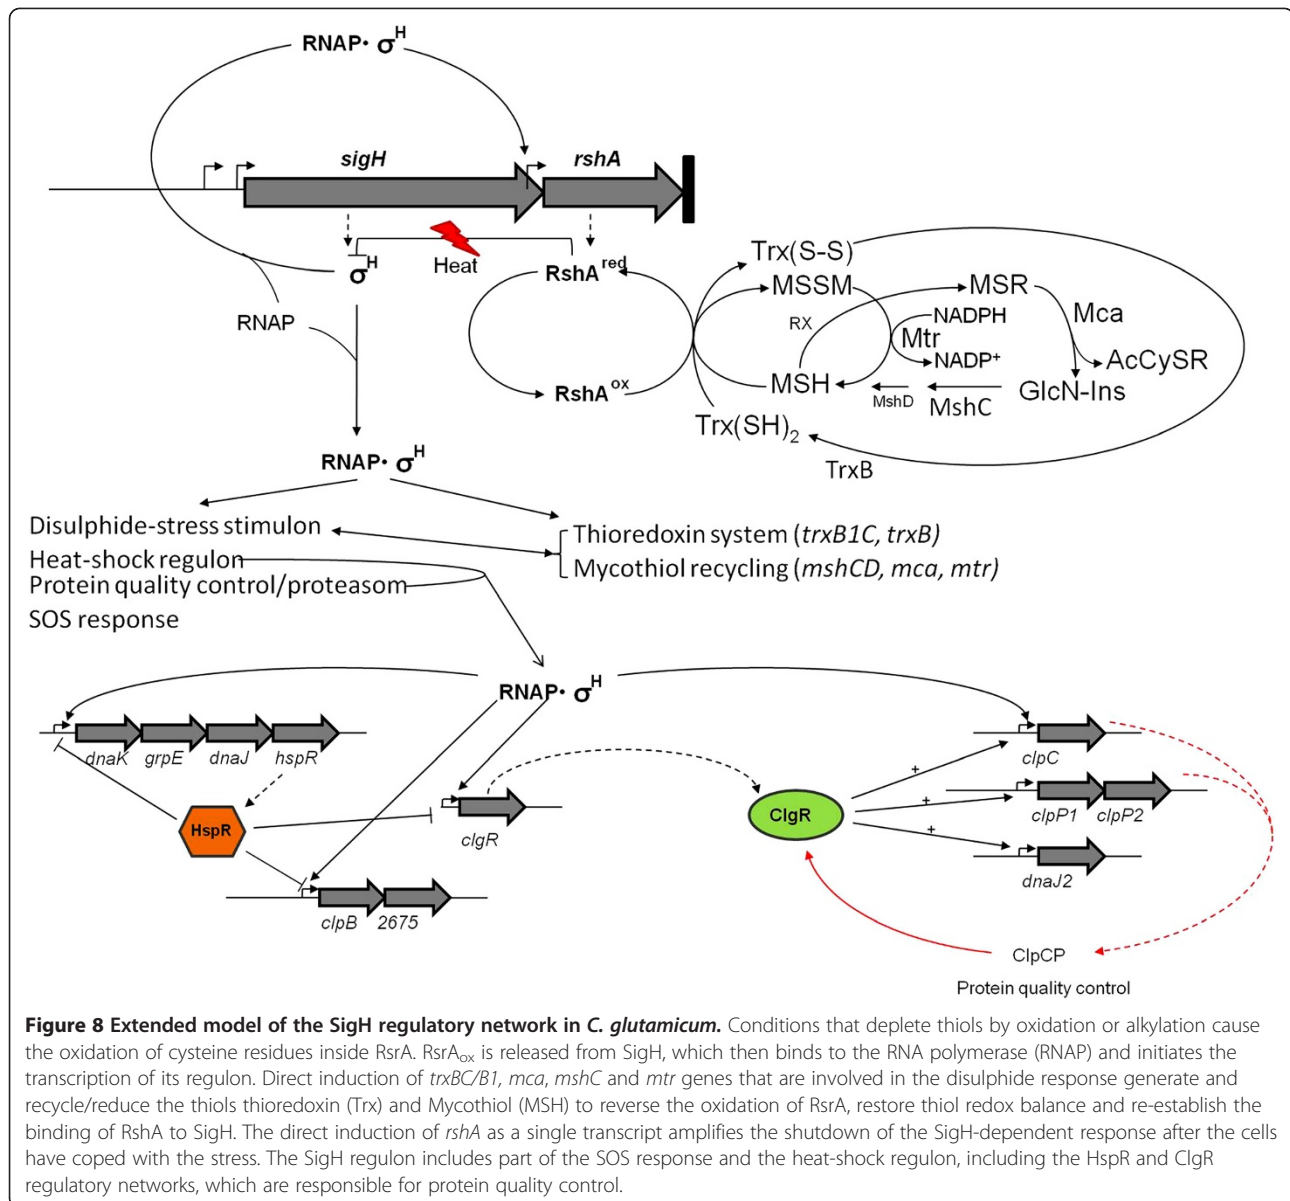 RNAP· σH
sigH
rshA
Heat
σH
RshAred
RNAP
RshAox
Trx(S-S)
MSSM
MSR
RX
NADPH
Mca
Mtr
NADP+
AcCySR
MSH
MshD
MshC
GlcN-Ins
Trx(SH)2
TrxB
RNAP· σH
Disulphide-stress stimulon
Heat-shock regulon
Protein quality control/proteasom
SOS response
Thioredoxin system (trxB1C, trxB)
Mycothiol recycling (mshCD, mca, mtr)
RNAP· σH
dnaK grpE dnaJ hspR
HspR
clgR
clpB 2675
ClgR
+
+
+
clpC
clpP1 clpP2
dnaJ2
ClpCP
Protein quality control
Figure 8 Extended model of the SigH regulatory network in C. glutamicum. Conditions that deplete thiols by oxidation or alkylation cause
the oxidation of cysteine residues inside RsrA. RsrAox is released from SigH, which then binds to the RNA polymerase (RNAP) and initiates the
transcription of its regulon. Direct induction of trxBC/B1, mca, mshC and mtr genes that are involved in the disulphide response generate and
recycle/reduce the thiols thioredoxin (Trx) and Mycothiol (MSH) to reverse the oxidation of RsrA, restore thiol redox balance and re-establish the
binding of RshA to SigH. The direct induction of rshA as a single transcript amplifies the shutdown of the SigH-dependent response after the cells
have coped with the stress. The SigH regulon includes part of the SOS response and the heat-shock regulon, including the HspR and ClgR
regulatory networks, which are responsible for protein quality control.